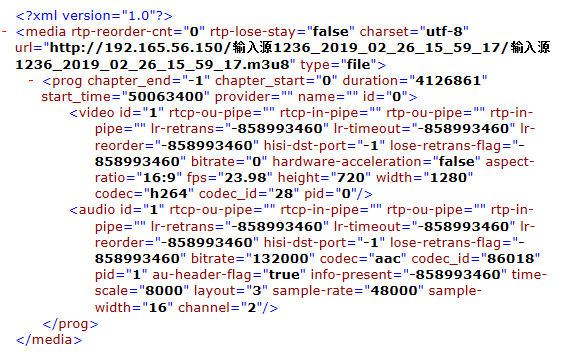 <?xml version="1.0"?>
- <media rtp-reorder-cnt="0" rtp-lose-stay="false" charset="utf-8"
url="http://192.165.56.150/输入源1236_2019_02_26_15_59_17/输入源
1236_2019_02_26_15_59_17.m3u8" type="file">
- <prog chapter_end="-1" chapter_start="0" duration="4126861"
start_time="50063400" provider="" name="" id="0">
<video id="1" rtcp-ou-pipe="" rtcp-in-pipe="" rtp-ou-pipe="" rtp-in-
pipe="" lr-retrans="-858993460" lr-timeout="-858993460" lr-
reorder="-858993460" hisi-dst-port="-1" lose-retrans-flag="-
858993460" bitrate="0" hardware-acceleration="false" aspect-
ratio="16:9" fps="23.98" height="720" width="1280"
codec="h264" codec_id="28" pid="0"/>
<audio id="1" rtcp-ou-pipe="" rtcp-in-pipe="" rtp-ou-pipe="" rtp-in-
pipe="" lr-retrans="-858993460" lr-timeout="-858993460" lr-
reorder="-858993460" hisi-dst-port="-1" lose-retrans-flag="-
858993460" bitrate="132000" codec="aac" codec_id="86018"
pid="1" au-header-flag="true" info-present="-858993460" time-
scale="8000" layout="3" sample-rate="48000" sample-
width="16" channel="2"/>
</prog>
</media>